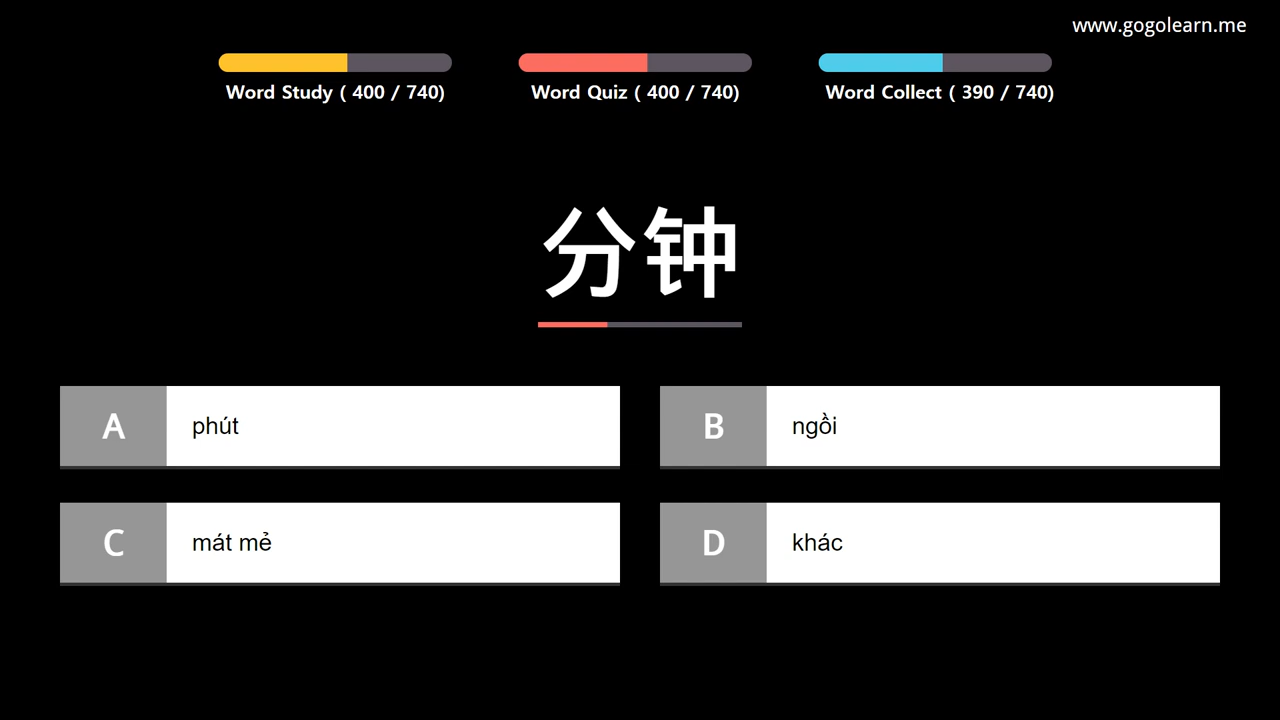 www.gogolearn.me
Word Study ( 400 / 740)
Word Quiz ( 400 / 740)
Word Collect ( 390 / 740)
分钟
A phút
B ngồi
C mát mẻ
D khác